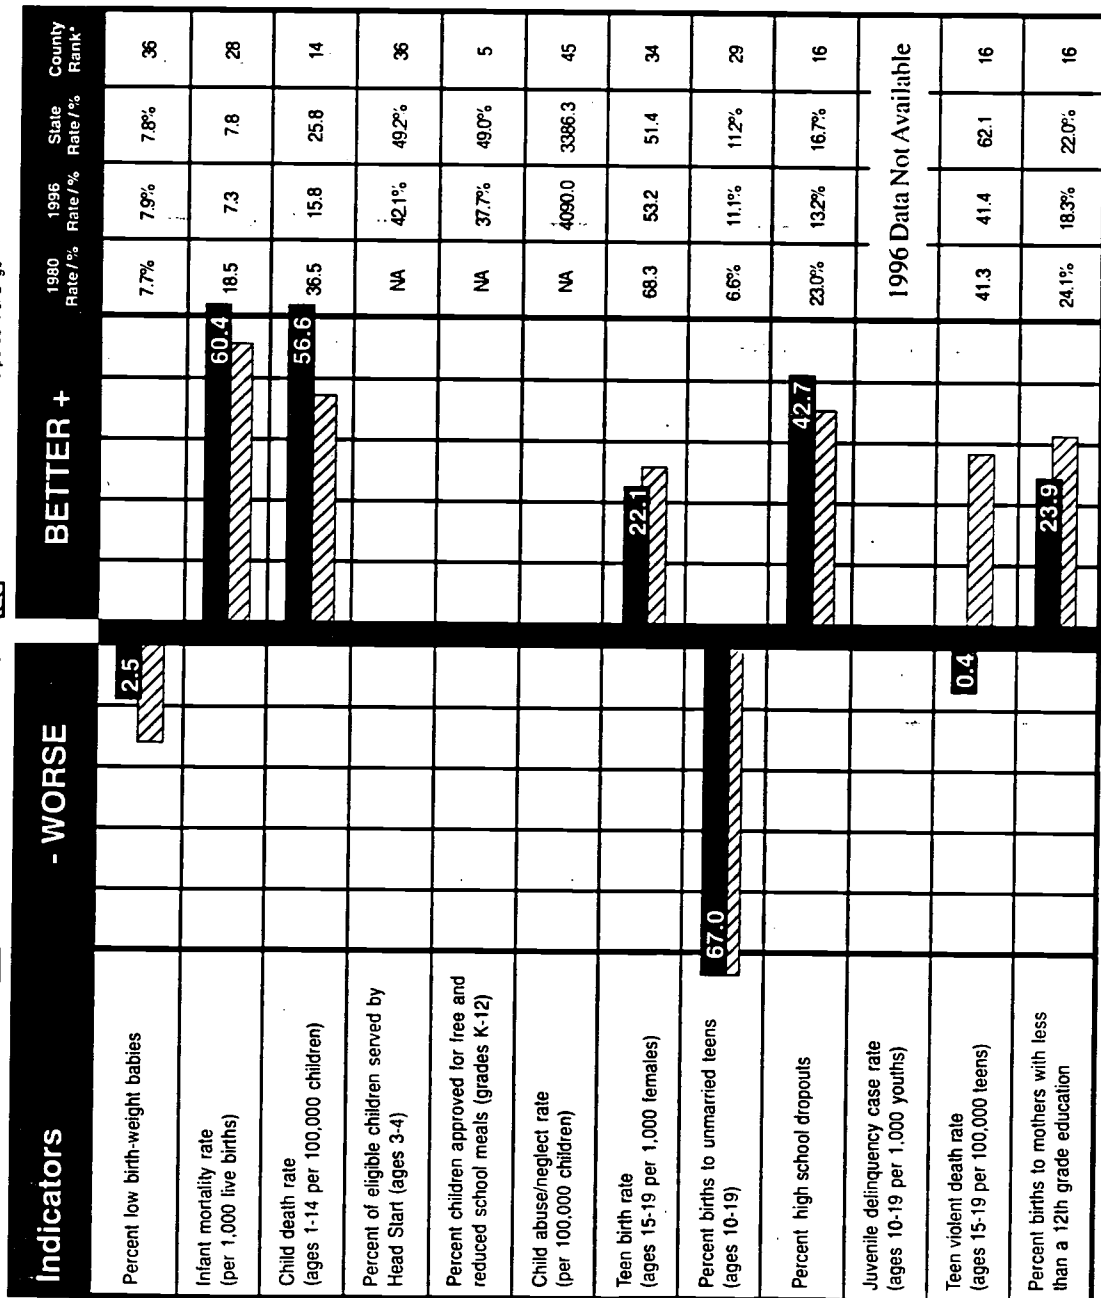 Indicators - WORSE BETTER + 1980 Rate/% 1996 Rate/% State Rate/% County Rank*
Percent low birth-weight babies 2.5 7.7% 7.9% 7.8% 36
Infant mortality rate
(per 1,000 live births) 60.4 18.5 7.3 7.8 28
Child death rate
(ages 1-14 per 100,000 children) 56.6 36.5 15.8 25.8 14
Percent of eligible children served by
Head Start (ages 3-4) NA 42.1% 49.2% 36
Percent children approved for free and
reduced school meals (grades K-12) NA 37.7% 49.0% 5
Child abuse/neglect rate
(per 100,000 children) NA 4090.0 3386.3 45
Teen birth rate
(ages 15-19 per 1,000 females) 22.1 68.3 53.2 51.4 34
Percent births to unmarried teens
(ages 10-19) 67.0 6.6% 11.1% 11.2% 29
Percent high school dropouts 42.7 23.0% 13.2% 16.7% 16
Juvenile delinquency case rate
(ages 10-19 per 1,000 youths) 1996 Data Not Available
Teen violent death rate
(ages 15-19 per 100,000 teens) 0.4 41.3 41.4 62.1 16
Percent births to mothers with less
than a 12th grade education 23.9 24.1% 18.3% 22.0% 16